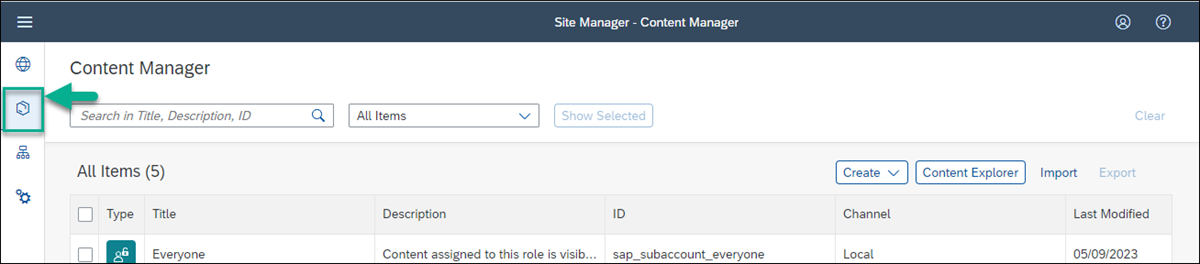 Site Manager - Content Manager
Content Manager
Search in Title, Description, ID All Items Show Selected Clear
All Items (5) Create Content Explorer Import Export
Type Title Description ID Channel Last Modified
Everyone Content assigned to this role is visib... sap_subaccount_everyone Local 05/09/2023